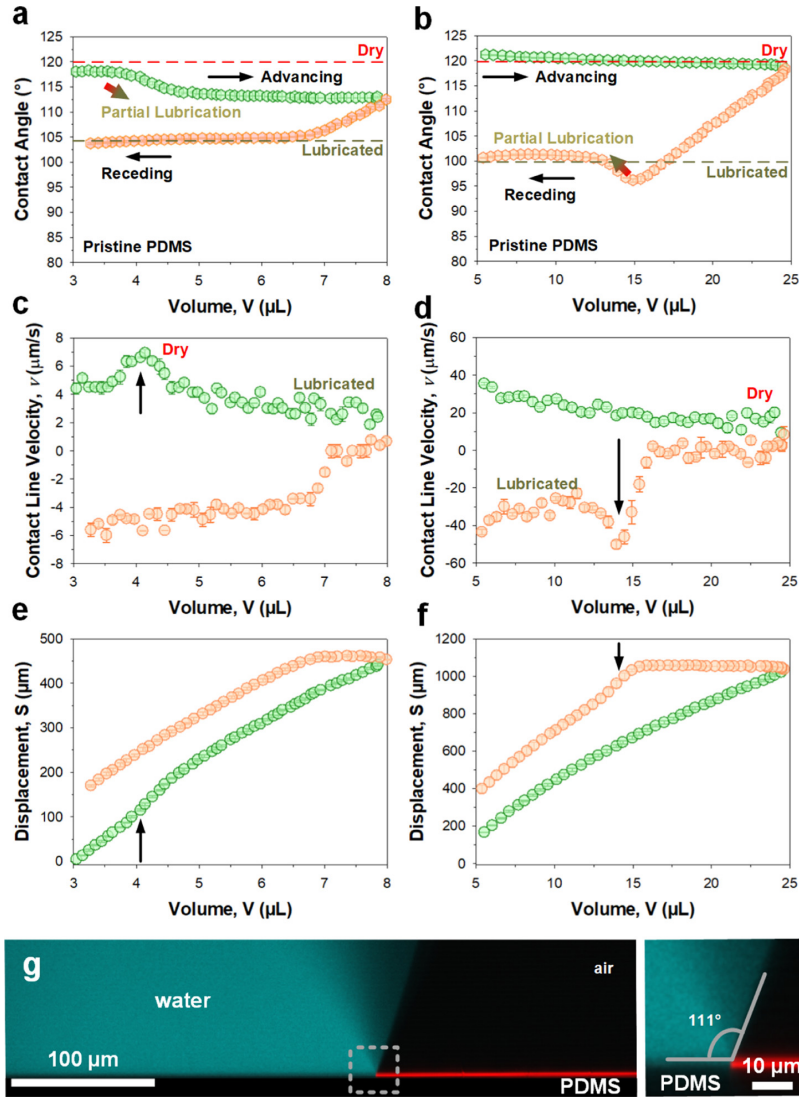 a
Contact Angle (°)
120
115
110
105
100
95
90
85
80
Dry
Advancing
Partial Lubrication
Lubricated
Receding
Pristine PDMS
3 4 5 6 7 8
Volume, V (µL)
b
Contact Angle (°)
125
120
115
110
105
100
95
90
85
80
Dry
Advancing
Partial Lubrication
Lubricated
Receding
Pristine PDMS
5 10 15 20 25
Volume, V (µL)
c
Contact Line Velocity, v (µm/s)
8
6
4
2
0
-2
-4
-6
-8
Dry
Lubricated
3 4 5 6 7 8
Volume, V (µL)
d
Contact Line Velocity, v (µm/s)
60
40
20
0
-20
-40
-60
Dry
Lubricated
5 10 15 20 25
Volume, V (µL)
e
Displacement, S (µm)
500
400
300
200
100
0
3 4 5 6 7 8
Volume, V (µL)
f
Displacement, S (µm)
1200
1000
800
600
400
200
0
5 10 15 20 25
Volume, V (µL)
g
water
air
100 µm
PDMS
111°
PDMS
10 µm